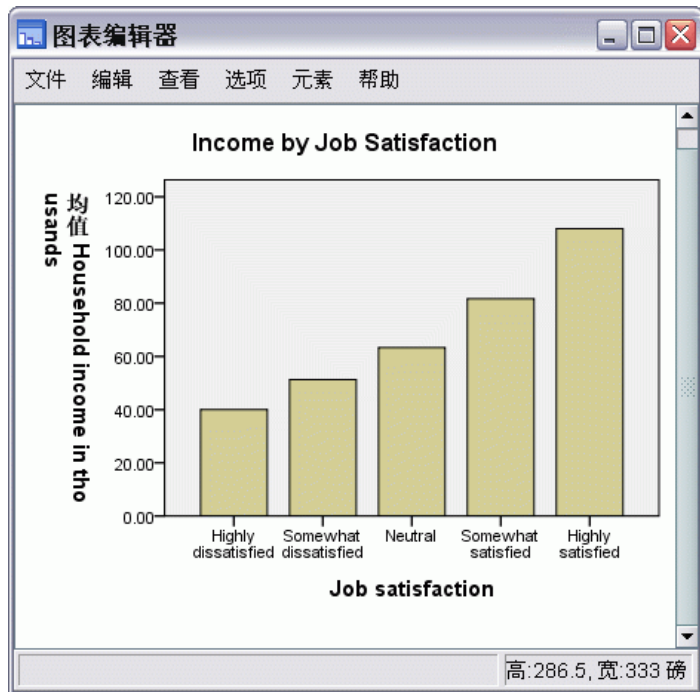 图表编辑器
文件 编辑 查看 选项 元素 帮助
Income by Job Satisfaction
均值 Household income in tho
usands
120.00
100.00
80.00
60.00
40.00
20.00
0.00
Highly dissatisfied
Somewhat dissatisfied
Neutral
Somewhat satisfied
Highly satisfied
Job satisfaction
高:286.5, 宽:333 磅